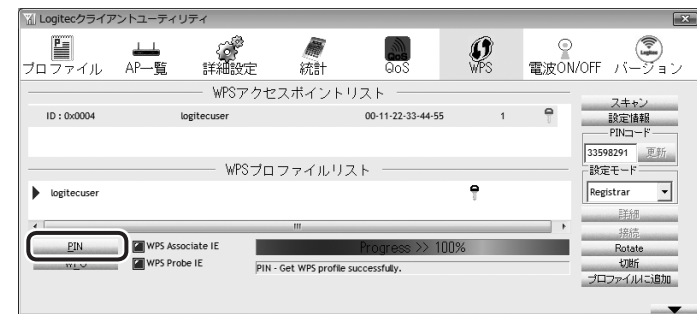 Logitecクライアントユーティリティ
プロファイル AP一覧 詳細設定 統計 QoS WPS 電波ON/OFF バージョン
WPSアクセスポイントリスト
ID : 0x0004 logitecuser 00-11-22-33-44-55 1
スキャン
設定情報
PINコード
33598291 更新
WPSプロファイルリスト
設定モード
logitecuser
Registrar
詳細
接続
PIN WPS Associate IE Progress >> 100%
Rotate
WPS Probe IE PIN - Get WPS profile successfully.
切断
プロファイルに追加